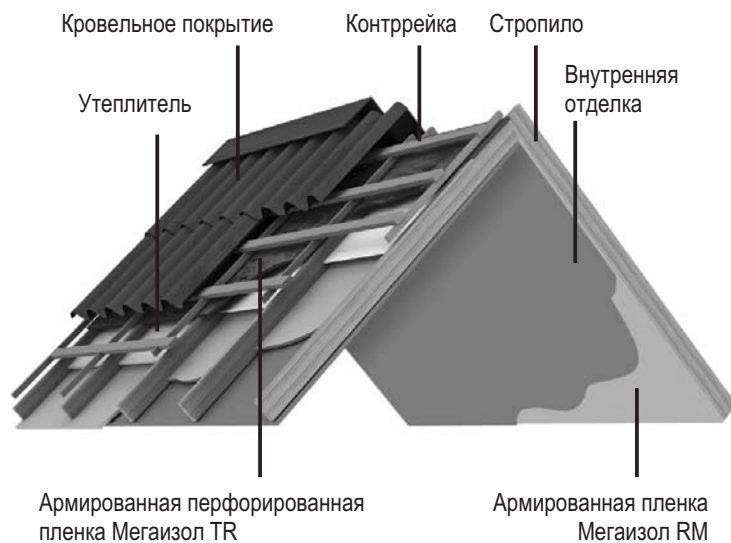 Кровельное покрытие
Контррейка
Стропило
Утеплитель
Внутренняя
отделка
Армированная перфорированная
пленка Мегаизол TR
Армированная пленка
Мегаизол RM